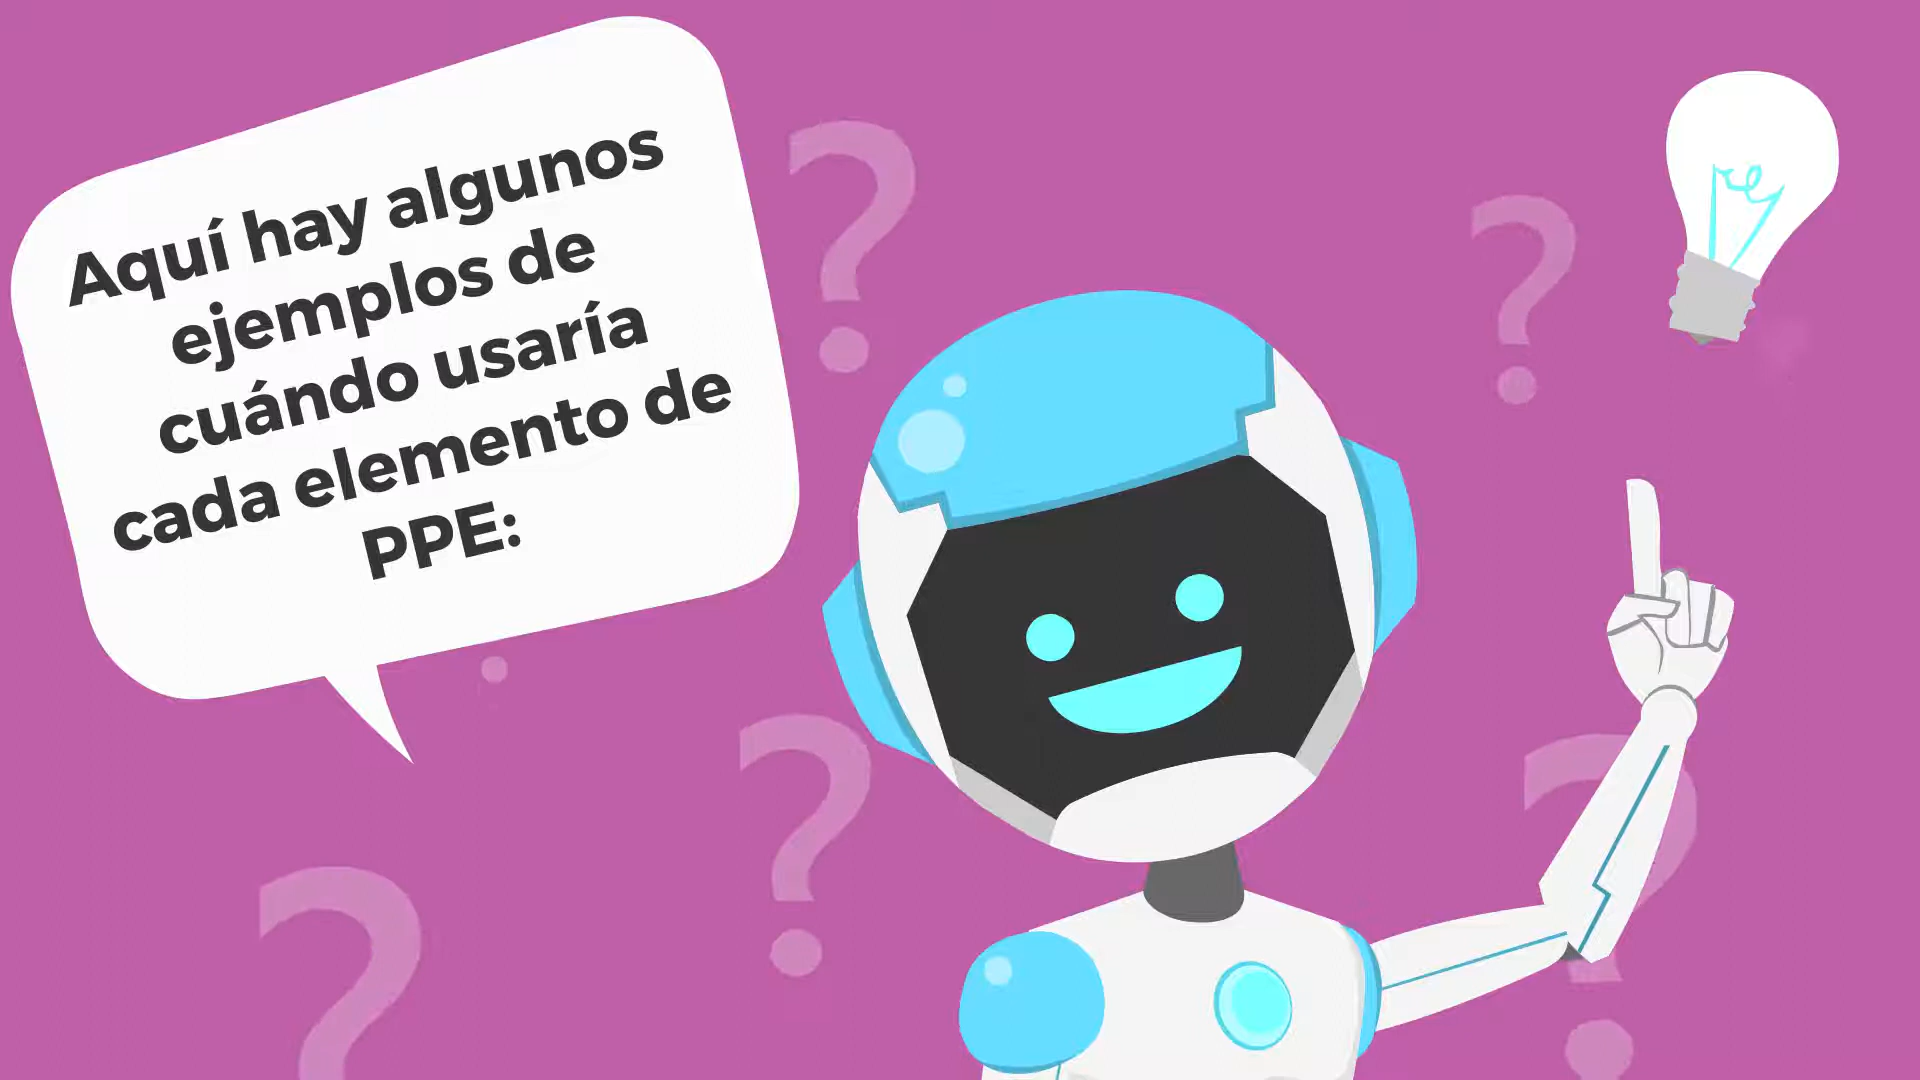 Aquí hay algunos
ejemplos de
cuándo usaría
cada elemento de
PPE: